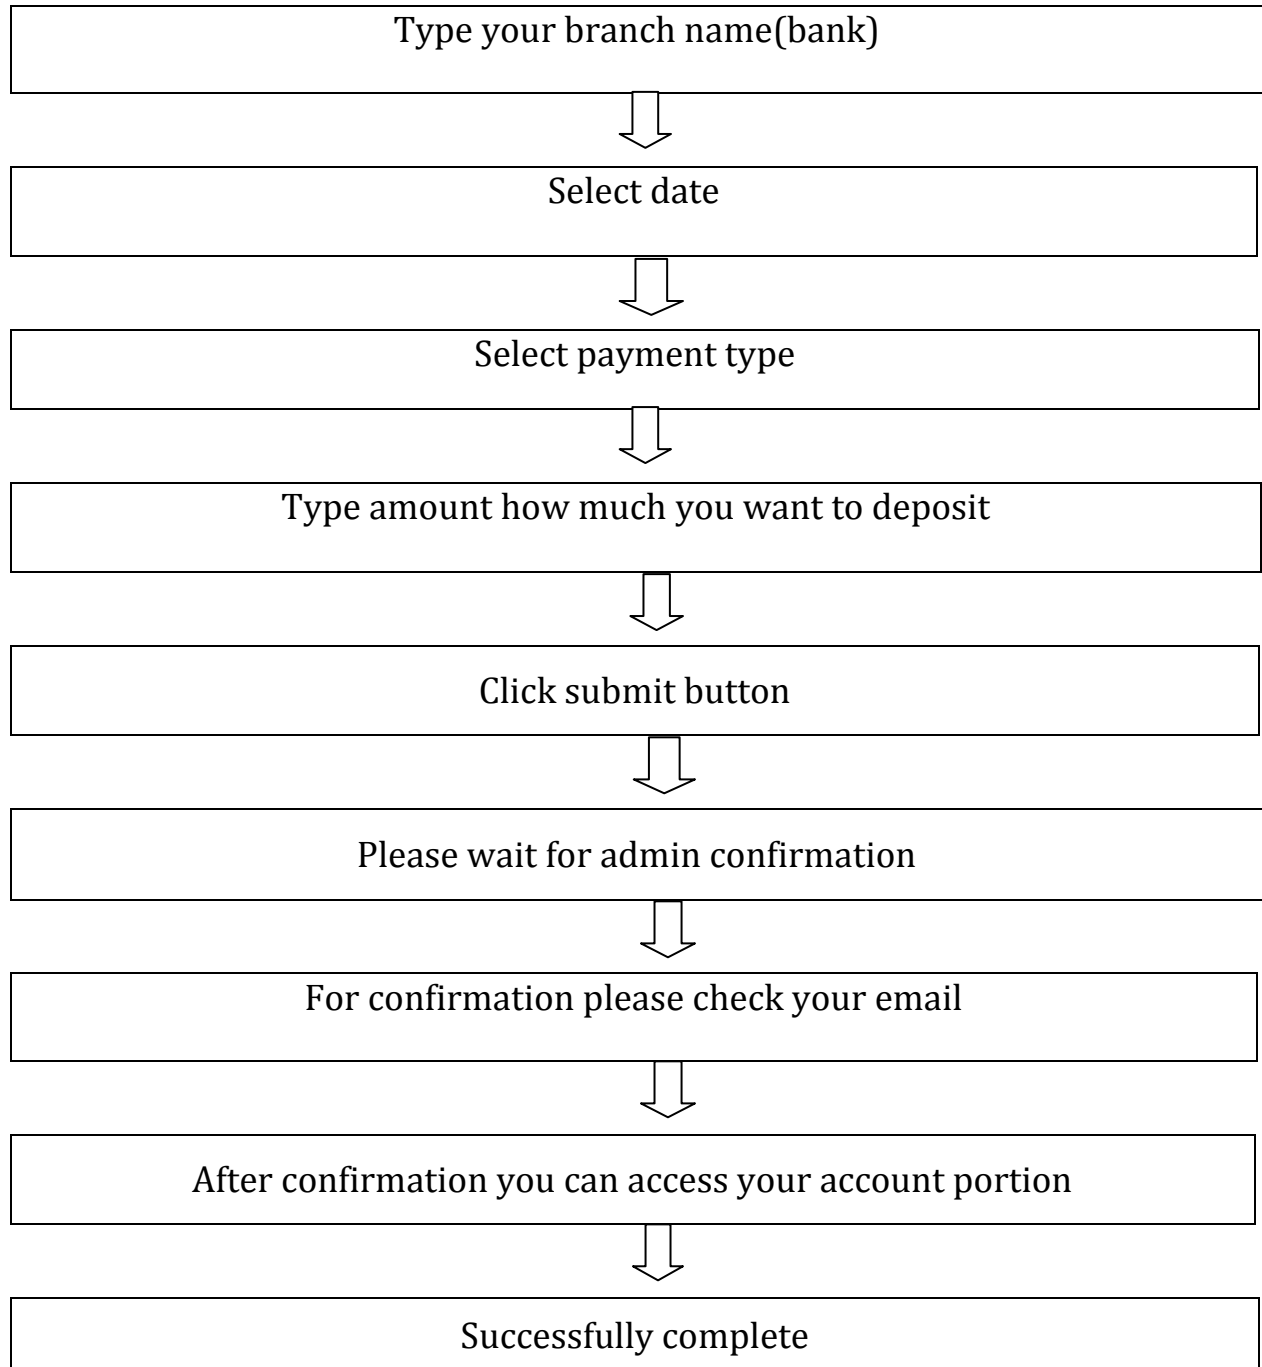 Type your branch name(bank)
Select date
Select payment type
Type amount how much you want to deposit
Click submit button
Please wait for admin confirmation
For confirmation please check your email
After confirmation you can access your account portion
Successfully complete